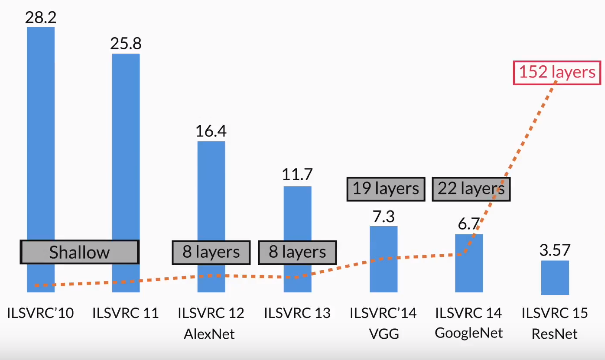 28.2
25.8
16.4
11.7
7.3
6.7
3.57
152 layers
19 layers
22 layers
Shallow
8 layers
8 layers
ILSVRC'10
ILSVRC 11
ILSVRC 12
AlexNet
ILSVRC 13
ILSVRC'14
VGG
ILSVRC 14
GoogleNet
ILSVRC 15
ResNet